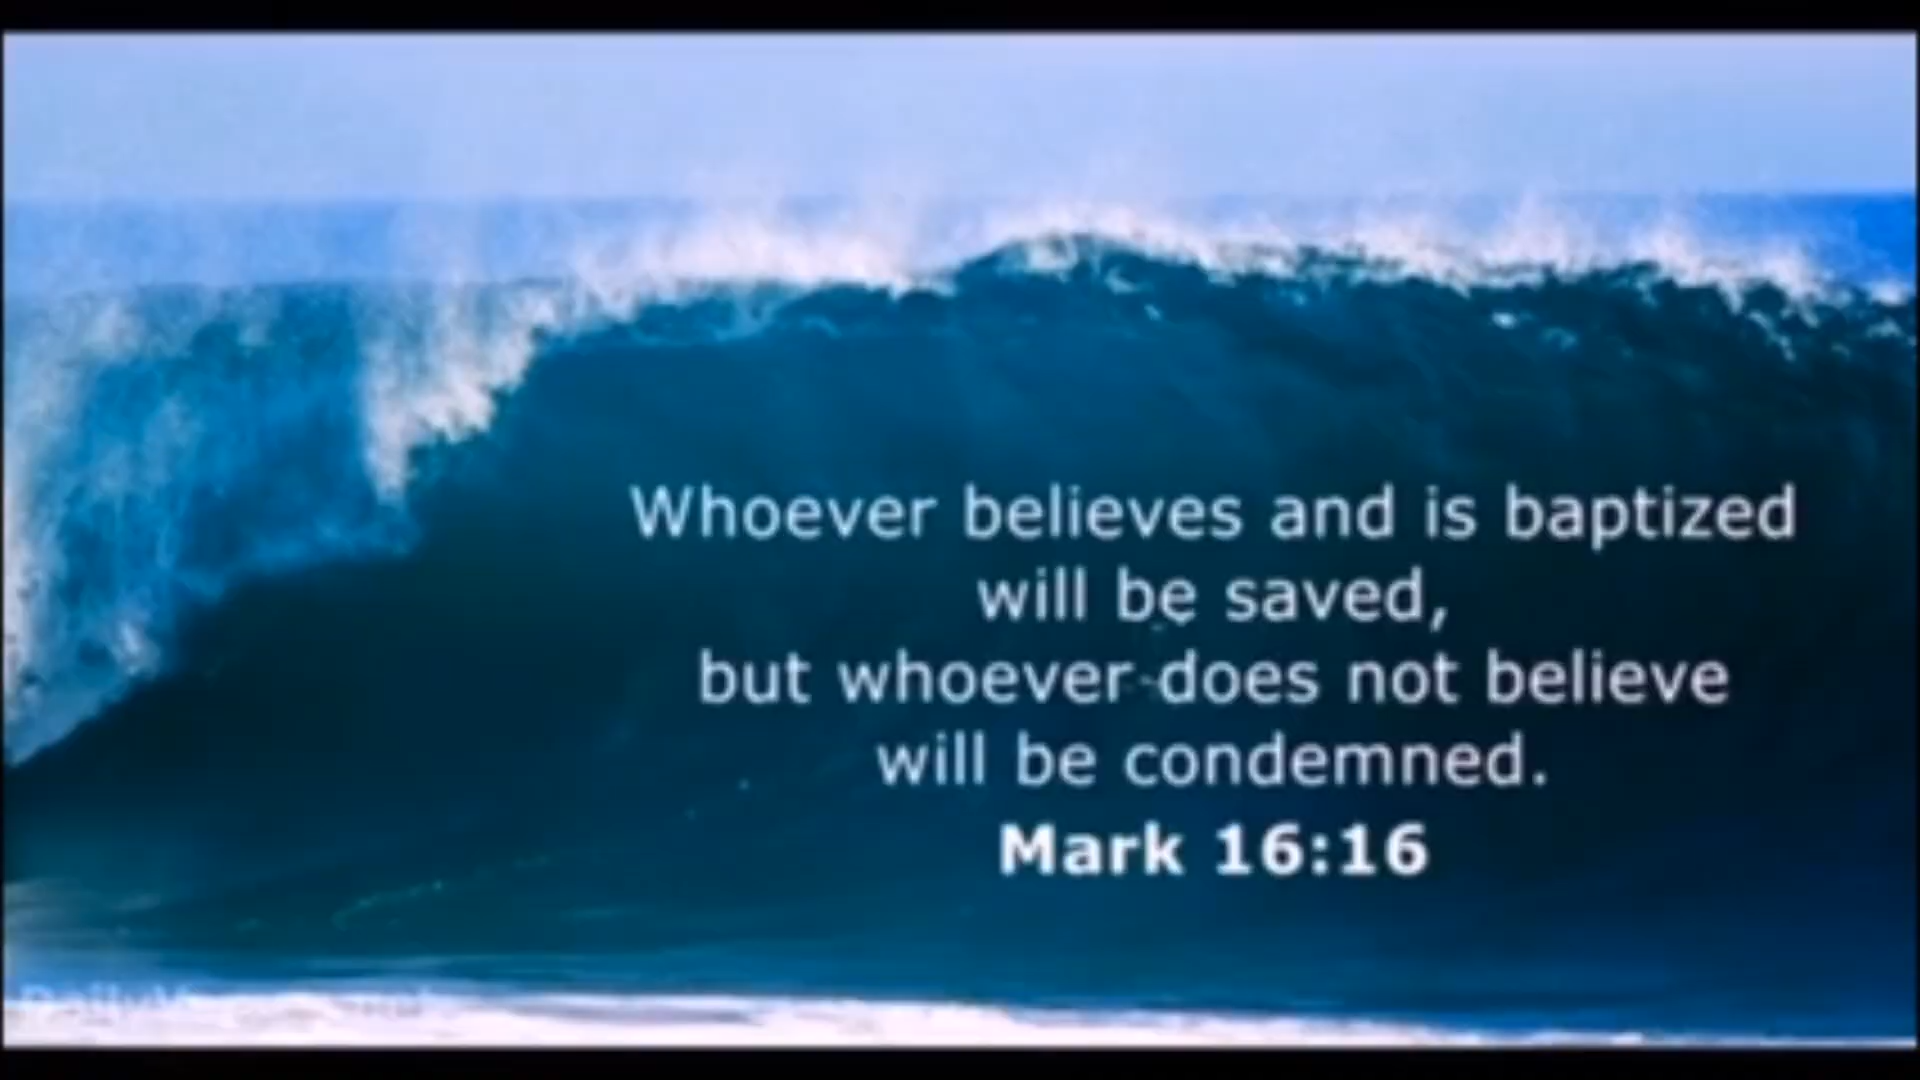 Whoever believes and is baptized
will be saved,
but whoever does not believe
will be condemned.
Mark 16:16